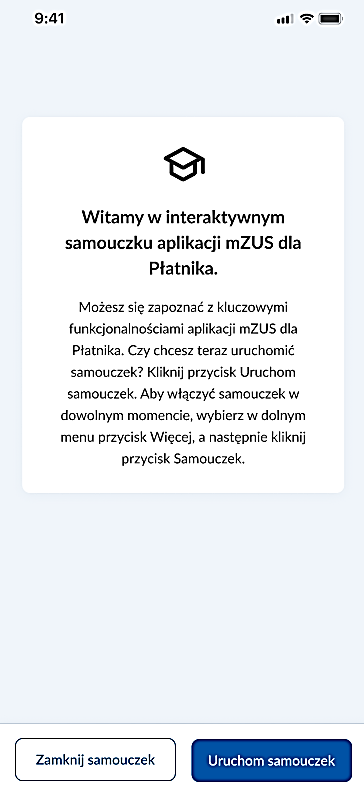 9:41
Witamy w interaktywnym
samouczku aplikacji mZUS dla
Płatnika.
Możesz się zapoznać z kluczowymi
funkcjonalnościami aplikacji mZUS dla
Płatnika. Czy chcesz teraz uruchomić
samouczek? Kliknij przycisk Uruchom
samouczek. Aby włączyć samouczek w
dowolnym momencie, wybierz w dolnym
menu przycisk Więcej, a następnie kliknij
przycisk Samouczek.
Zamknij samouczek
Uruchom samouczek